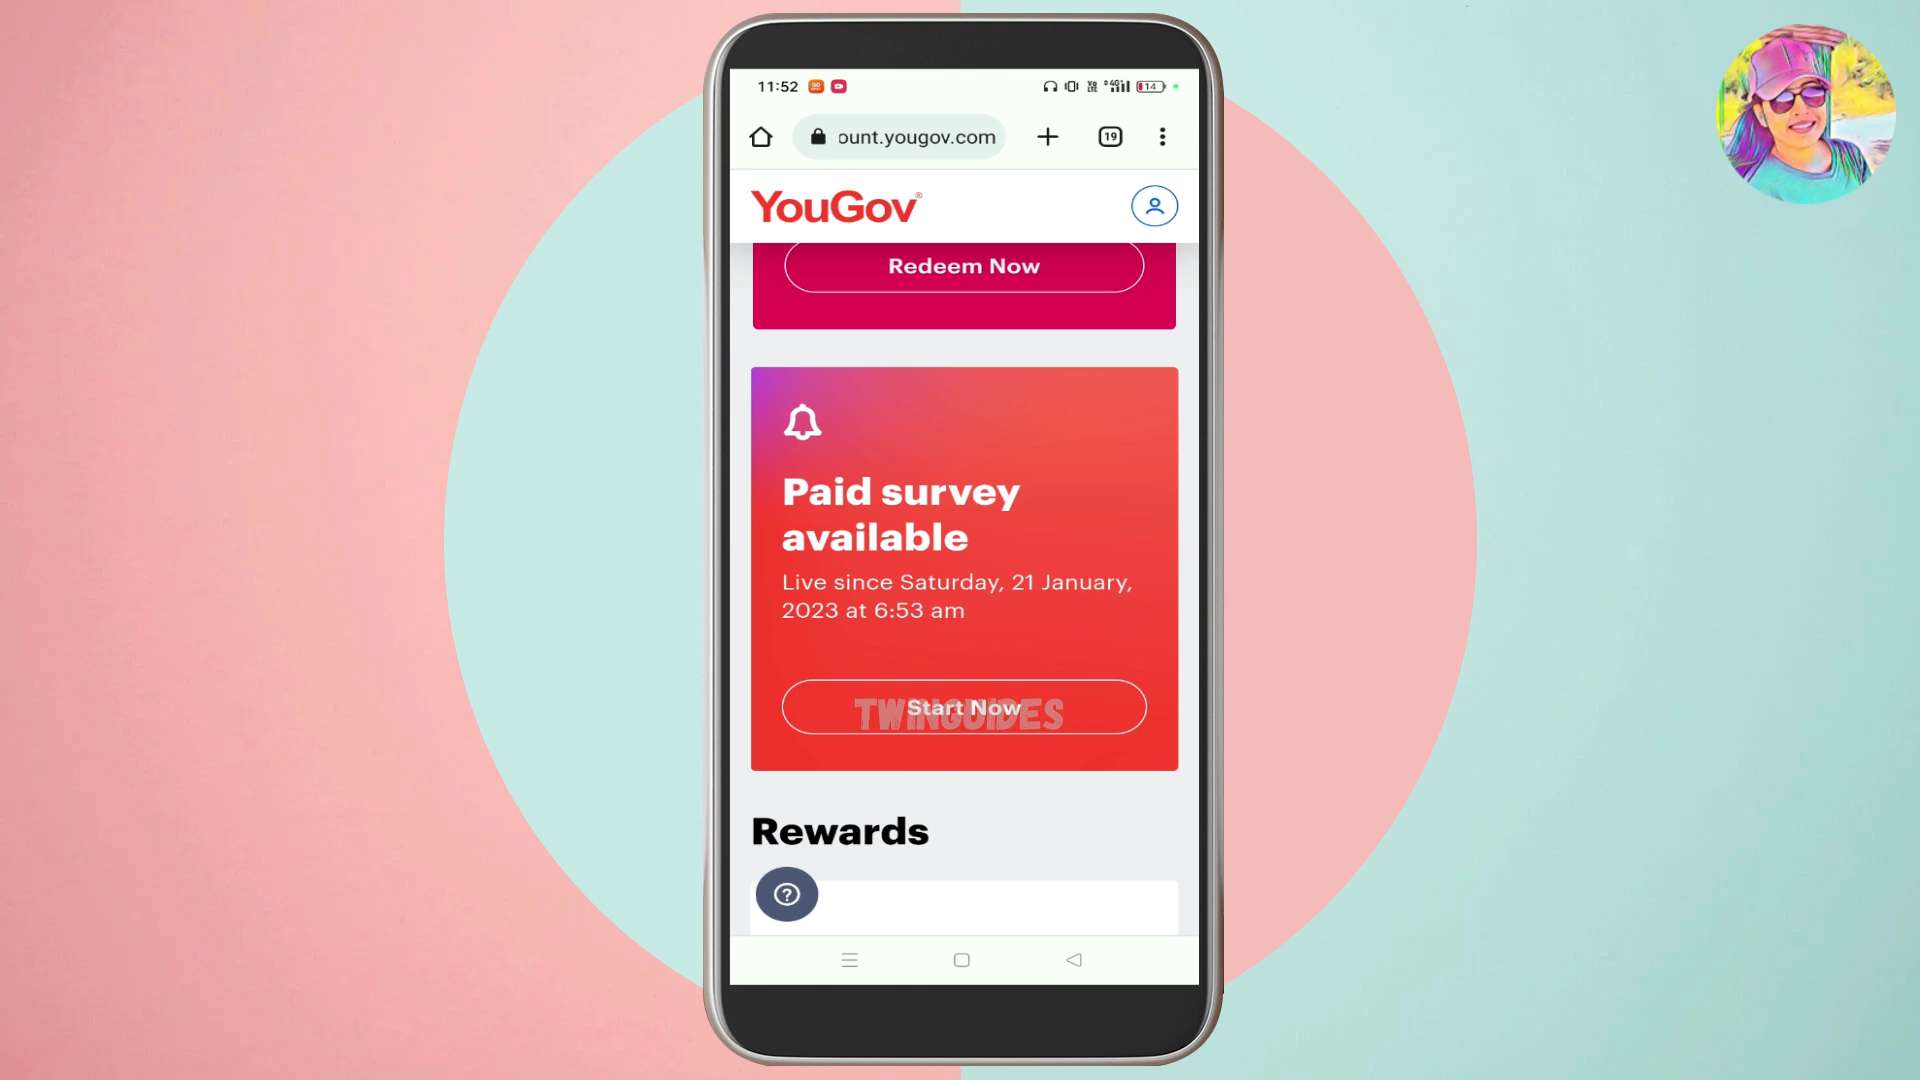 11:52
14
ount.yougov.com
19
YouGov®
Redeem Now
Paid survey
available
Live since Saturday, 21 January,
2023 at 6:53 am
Start Now
TWINGUIDES
Rewards
?